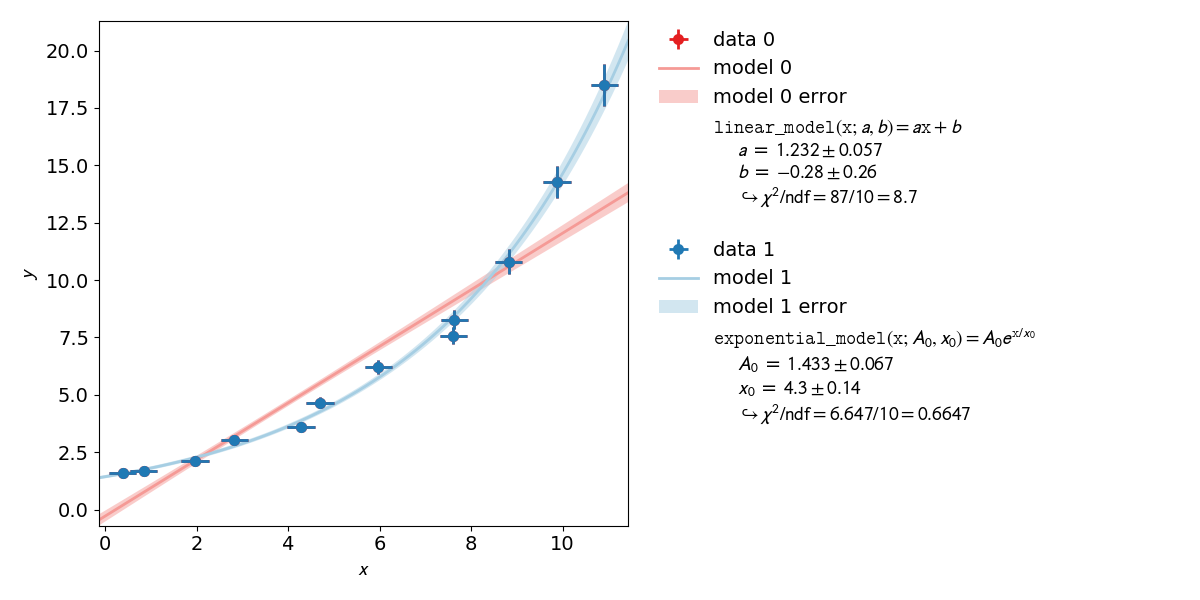 20.0
17.5
15.0
12.5
10.0
7.5
5.0
2.5
0.0
y
0 2 4 6 8 10
x
data 0
model 0
model 0 error
linear_model(x; a, b) = ax + b
a = 1.232 ± 0.057
b = −0.28 ± 0.26
↪ χ²/ndf = 87/10 = 8.7
data 1
model 1
model 1 error
exponential_model(x; A₀, x₀) = A₀e^{x/x₀}
A₀ = 1.433 ± 0.067
x₀ = 4.3 ± 0.14
↪ χ²/ndf = 6.647/10 = 0.6647